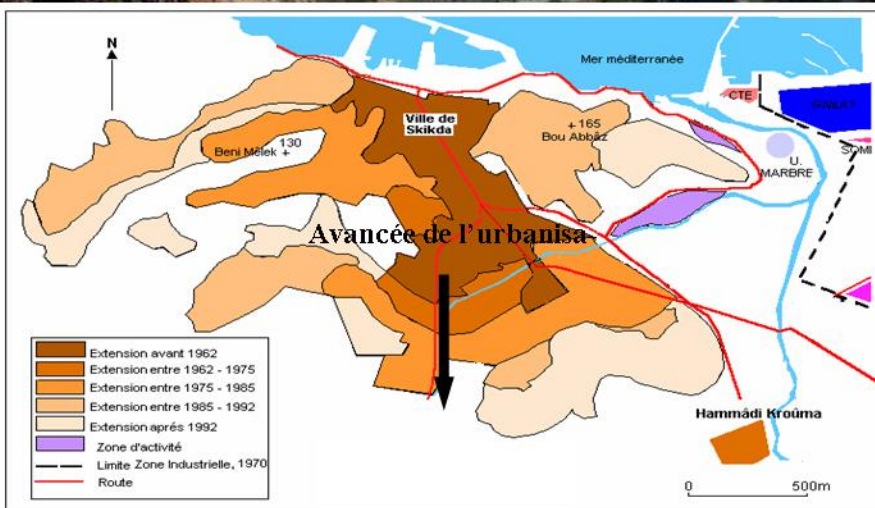 N
Mer méditerranée
CTE
Ville de
Skikda
+ 165
Bou Abbâz
130
Beni Mêlek +
U.
MARBRE
SOMI
Avancée de l'urbanisa-
Extension avant 1962
Extension entre 1962 - 1975
Extension entre 1975 - 1985
Extension entre 1985 - 1992
Extension aprés 1992
Zone d'activité
Limite Zone Industrielle, 1970
Route
Hammâdi Kroûma
0 500m